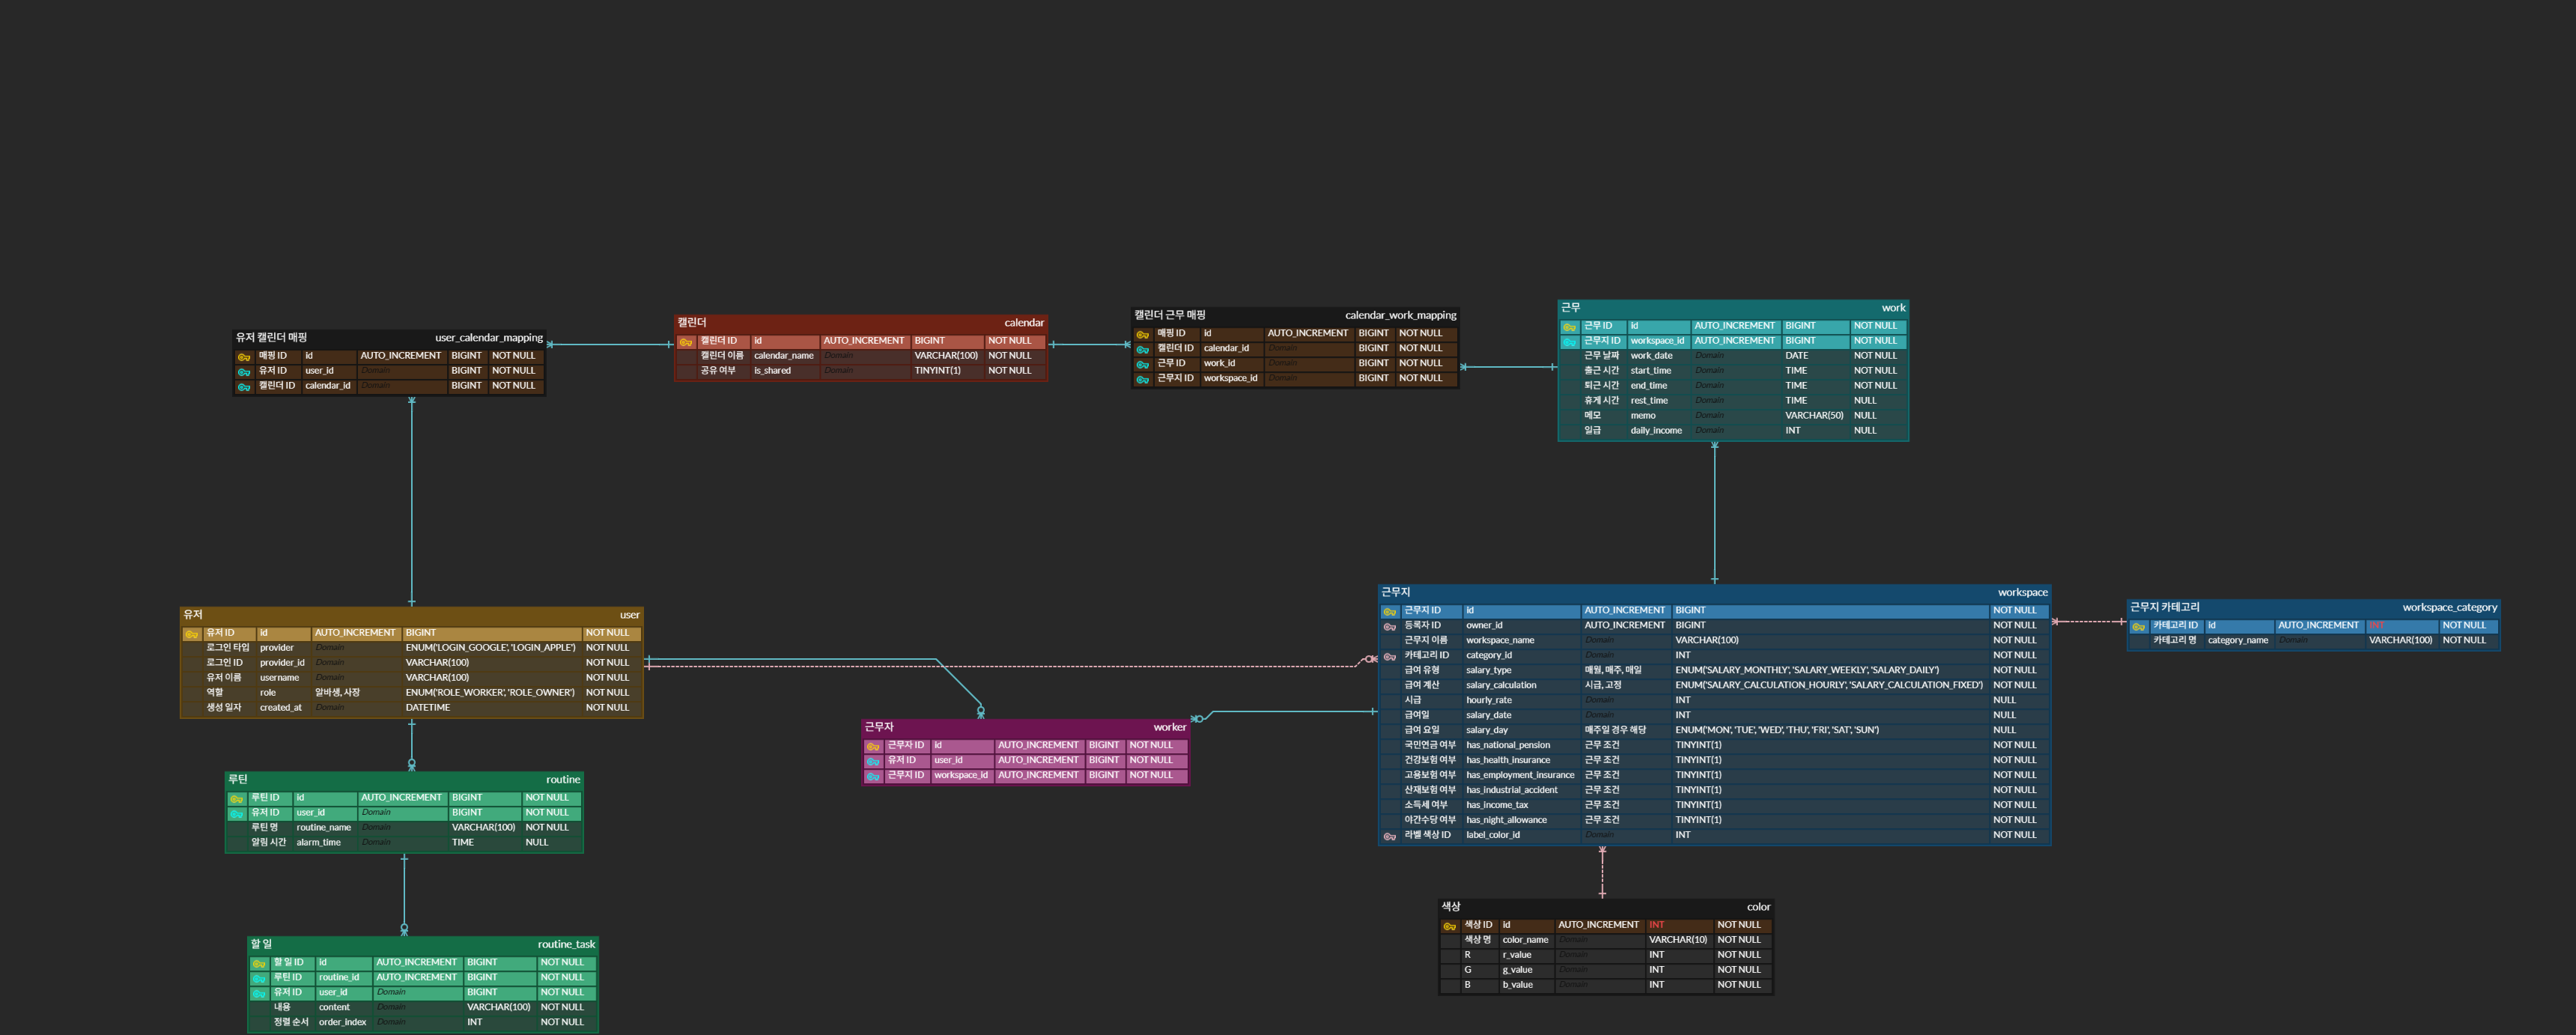 유저 캘린더 매핑 user_calendar_mapping
매핑 ID id AUTO_INCREMENT BIGINT NOT NULL
유저 ID user_id Domain BIGINT NOT NULL
캘린더 ID calendar_id Domain BIGINT NOT NULL
캘린더 calendar
캘린더 ID id AUTO_INCREMENT BIGINT NOT NULL
캘린더 이름 calendar_name Domain VARCHAR(100) NOT NULL
공유 여부 is_shared Domain TINYINT(1) NOT NULL
캘린더 근무 매핑 calendar_work_mapping
매핑 ID id AUTO_INCREMENT BIGINT NOT NULL
캘린더 ID calendar_id Domain BIGINT NOT NULL
근무 ID work_id Domain BIGINT NOT NULL
근무지 ID workspace_id Domain BIGINT NOT NULL
근무 work
근무 ID id AUTO_INCREMENT BIGINT NOT NULL
근무지 ID workspace_id AUTO_INCREMENT BIGINT NOT NULL
근무 날짜 work_date Domain DATE NOT NULL
출근 시간 start_time Domain TIME NOT NULL
퇴근 시간 end_time Domain TIME NOT NULL
휴게 시간 rest_time Domain TIME NULL
메모 memo Domain VARCHAR(50) NULL
일급 daily_income Domain INT NULL
유저 user
유저 ID id AUTO_INCREMENT BIGINT NOT NULL
로그인 타입 provider Domain ENUM('LOGIN_GOOGLE', 'LOGIN_APPLE') NOT NULL
로그인 ID provider_id Domain VARCHAR(100) NOT NULL
유저 이름 username Domain VARCHAR(100) NOT NULL
역할 role 알바생, 사장 ENUM('ROLE_WORKER', 'ROLE_OWNER') NOT NULL
생성 일자 created_at Domain DATETIME NOT NULL
근무지 workspace
근무지 ID id AUTO_INCREMENT BIGINT NOT NULL
등록자 ID owner_id AUTO_INCREMENT BIGINT NOT NULL
근무지 이름 workspace_name Domain VARCHAR(100) NOT NULL
카테고리 ID category_id Domain INT NOT NULL
급여 유형 salary_type 매월, 매주, 매일 ENUM('SALARY_MONTHLY', 'SALARY_WEEKLY', 'SALARY_DAILY') NOT NULL
급여 계산 salary_calculation 시급, 고정 ENUM('SALARY_CALCULATION_HOURLY', 'SALARY_CALCULATION_FIXED') NOT NULL
시급 hourly_rate Domain INT NULL
급여일 salary_date Domain INT NULL
급여 요일 salary_day 매주일 경우 해당 ENUM('MON', 'TUE', 'WED', 'THU', 'FRI', 'SAT', 'SUN') NULL
국민연금 여부 has_national_pension 근무 조건 TINYINT(1) NOT NULL
건강보험 여부 has_health_insurance 근무 조건 TINYINT(1) NOT NULL
고용보험 여부 has_employment_insurance 근무 조건 TINYINT(1) NOT NULL
산재보험 여부 has_industrial_accident 근무 조건 TINYINT(1) NOT NULL
소득세 여부 has_income_tax 근무 조건 TINYINT(1) NOT NULL
야간수당 여부 has_night_allowance 근무 조건 TINYINT(1) NOT NULL
라벨 색상 ID label_color_id Domain INT NOT NULL
근무지 카테고리 workspace_category
카테고리 ID id AUTO_INCREMENT INT NOT NULL
카테고리 명 category_name Domain VARCHAR(100) NOT NULL
근무자 worker
근무자 ID id AUTO_INCREMENT BIGINT NOT NULL
유저 ID user_id AUTO_INCREMENT BIGINT NOT NULL
근무지 ID workspace_id AUTO_INCREMENT BIGINT NOT NULL
루틴 routine
루틴 ID id AUTO_INCREMENT BIGINT NOT NULL
유저 ID user_id Domain BIGINT NOT NULL
루틴 명 routine_name Domain VARCHAR(100) NOT NULL
알림 시간 alarm_time Domain TIME NULL
색상 color
색상 ID id AUTO_INCREMENT INT NOT NULL
색상 명 color_name Domain VARCHAR(10) NOT NULL
R r_value Domain INT NOT NULL
G g_value Domain INT NOT NULL
B b_value Domain INT NOT NULL
할 일 routine_task
할 일 ID id AUTO_INCREMENT BIGINT NOT NULL
루틴 ID routine_id AUTO_INCREMENT BIGINT NOT NULL
유저 ID user_id Domain BIGINT NOT NULL
내용 content Domain VARCHAR(100) NOT NULL
정렬 순서 order_index Domain INT NOT NULL